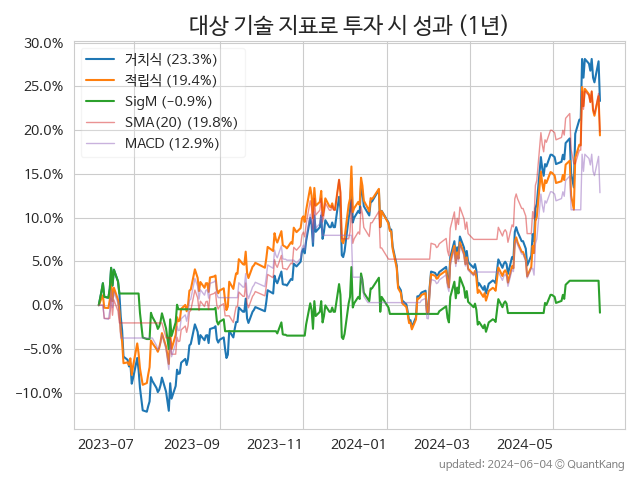 대상 기술 지표로 투자 시 성과 (1년)
30.0%
25.0%
20.0%
15.0%
10.0%
5.0%
0.0%
−5.0%
−10.0%
거치식 (23.3%)
적립식 (19.4%)
SigM (−0.9%)
SMA(20) (19.8%)
MACD (12.9%)
2023-07 2023-09 2023-11 2024-01 2024-03 2024-05
updated: 2024-06-04 © QuantKang